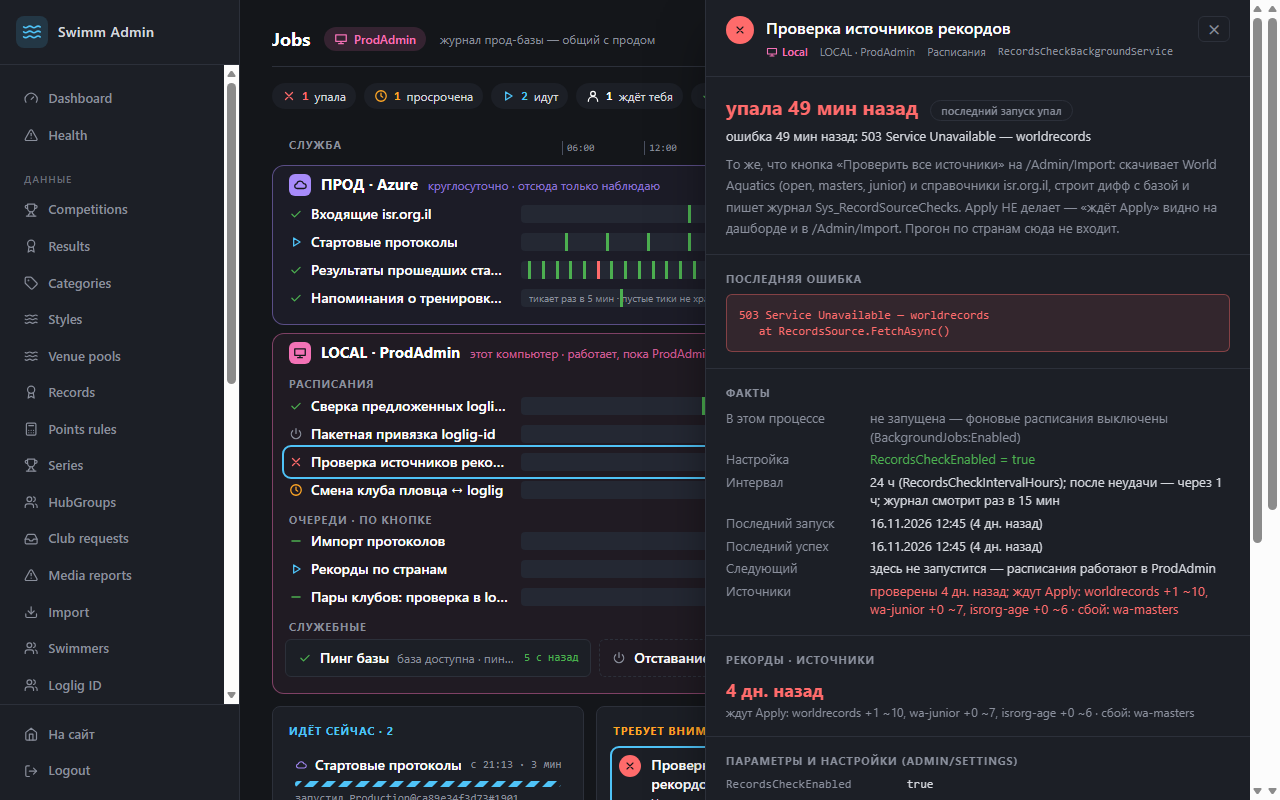 Swimm Admin
Dashboard
Health
ДАННЫЕ
Competitions
Results
Categories
Styles
Venue pools
Records
Points rules
Series
HubGroups
Club requests
Media reports
Import
Swimmers
Loglig ID
На сайт
Logout
Jobs
ProdAdmin
журнал прод-базы — общий с продом
1 упала
1 просрочена
2 идут
1 ждёт тебя
СЛУЖБА
06:00
12:00
ПРОД · Azure
круглосуточно · отсюда только наблюдаю
Входящие isr.org.il
Стартовые протоколы
Результаты прошедших ста...
Напоминания о тренировк...
тикает раз в 5 мин · пустые тики не хра
LOCAL · ProdAdmin
этот компьютер · работает, пока ProdAdmi
РАСПИСАНИЯ
Сверка предложенных logli...
Пакетная привязка loglig-id
Проверка источников реко...
Смена клуба пловца ↔ loglig
ОЧЕРЕДИ · ПО КНОПКЕ
Импорт протоколов
Рекорды по странам
Пары клубов: проверка в lo...
СЛУЖЕБНЫЕ
Пинг базы
база доступна · пин...
5 с назад
Отставание
ИДЁТ СЕЙЧАС · 2
Стартовые протоколы
с 21:13 · 3 мин
запустил Production@ca89e34f3d73#1901
ТРЕБУЕТ ВНИМ
Провер
рекордо
Проверка источников рекордов
Local
LOCAL · ProdAdmin
Расписания
RecordsCheckBackgroundService
упала 49 мин назад
последний запуск упал
ошибка 49 мин назад: 503 Service Unavailable — worldrecords
То же, что кнопка «Проверить все источники» на /Admin/Import: скачивает World
Aquatics (open, masters, junior) и справочники isr.org.il, строит дифф с базой и
пишет журнал Sys_RecordSourceChecks. Apply НЕ делает — «ждёт Apply» видно на
дашборде и в /Admin/Import. Прогон по странам сюда не входит.
ПОСЛЕДНЯЯ ОШИБКА
503 Service Unavailable — worldrecords
at RecordsSource.FetchAsync()
ФАКТЫ
В этом процессе
не запущена — фоновые расписания выключены
(BackgroundJobs:Enabled)
Настройка
RecordsCheckEnabled = true
Интервал
24 ч (RecordsCheckIntervalHours); после неудачи — через 1
ч; журнал смотрит раз в 15 мин
Последний запуск
16.11.2026 12:45 (4 дн. назад)
Последний успех
16.11.2026 12:45 (4 дн. назад)
Следующий
здесь не запустится — расписания работают в ProdAdmin
Источники
проверены 4 дн. назад; ждут Apply: worldrecords +1 ~10,
wa-junior +0 ~7, isrorg-age +0 ~6 · сбой: wa-masters
РЕКОРДЫ · ИСТОЧНИКИ
4 дн. назад
ждут Apply: worldrecords +1 ~10, wa-junior +0 ~7, isrorg-age +0 ~6 · сбой: wa-masters
ПАРАМЕТРЫ И НАСТРОЙКИ (ADMIN/SETTINGS)
RecordsCheckEnabled
true